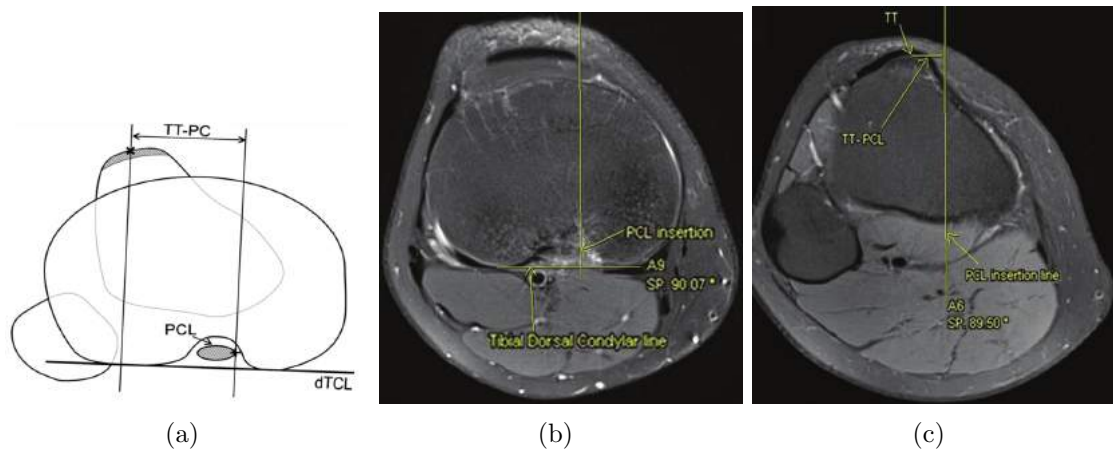 TT-PC
PCL
dTCL
(a)
PCL insertion
A9
SP: 90.07 °
Tibial Dorsal Condylar line
(b)
TT
TT-PCL
PCL insertion line
A6
SP: 89.50 °
(c)